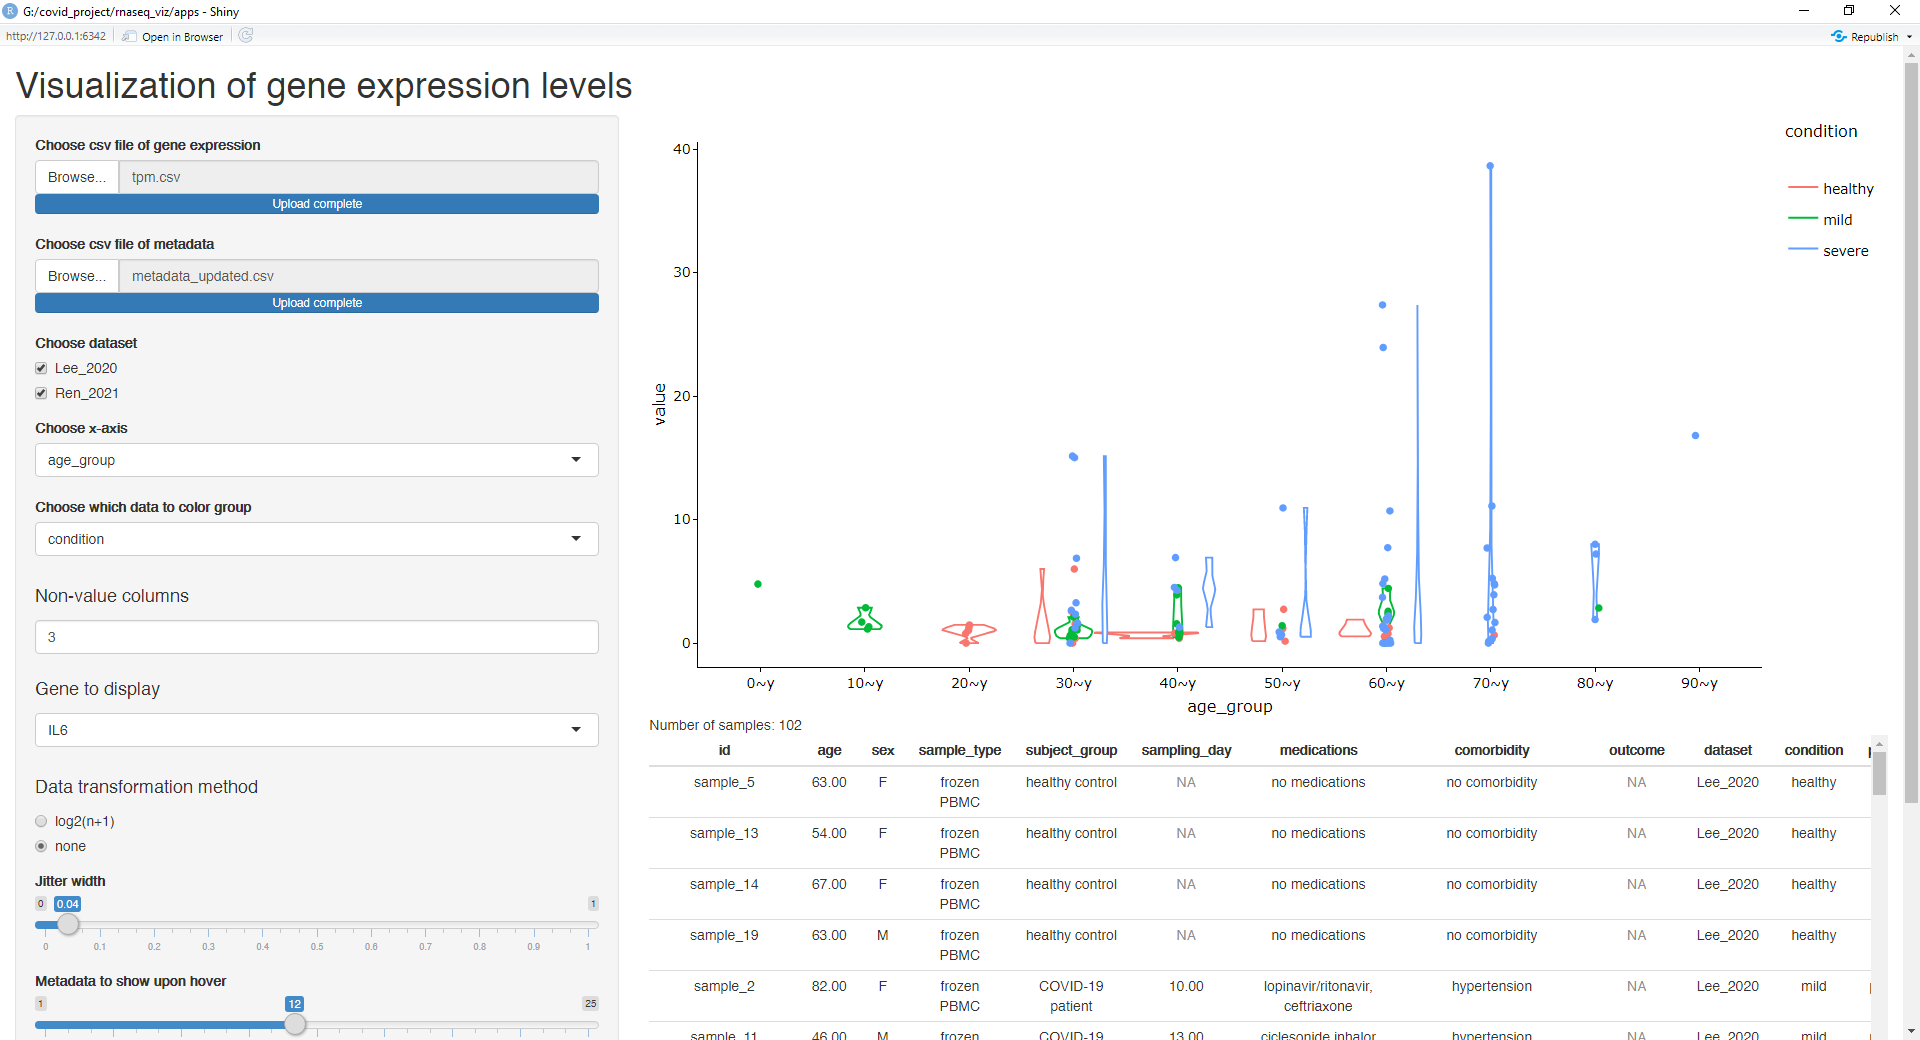 G:/covid_project/rnaseq_viz/apps - Shiny
http://127.0.0.1:6342
Open in Browser
Republish
Visualization of gene expression levels
Choose csv file of gene expression
Browse... tpm.csv
Upload complete
Choose csv file of metadata
Browse... metadata_updated.csv
Upload complete
Choose dataset
Lee_2020
Ren_2021
Choose x-axis
age_group
Choose which data to color group
condition
Non-value columns
3
Gene to display
IL6
Data transformation method
log2(n+1)
none
Jitter width
0 0.04 1
0 0.1 0.2 0.3 0.4 0.5 0.6 0.7 0.8 0.9 1
Metadata to show upon hover
1 12 25
condition
healthy
mild
severe
value
40
30
20
10
0
0~y 10~y 20~y 30~y 40~y 50~y 60~y 70~y 80~y 90~y
age_group
Number of samples: 102
id age sex sample_type subject_group sampling_day medications comorbidity outcome dataset condition
sample_5 63.00 F frozen PBMC healthy control NA no medications no comorbidity NA Lee_2020 healthy
sample_13 54.00 F frozen PBMC healthy control NA no medications no comorbidity NA Lee_2020 healthy
sample_14 67.00 F frozen PBMC healthy control NA no medications no comorbidity NA Lee_2020 healthy
sample_19 63.00 M frozen PBMC healthy control NA no medications no comorbidity NA Lee_2020 healthy
sample_2 82.00 F frozen PBMC COVID-19 patient 10.00 lopinavir/ritonavir, ceftriaxone hypertension NA Lee_2020 mild
sample_11 46.00 M frozen COVID-19 13.00 ciclesonide inhalor hypertension NA Lee_2020 mild